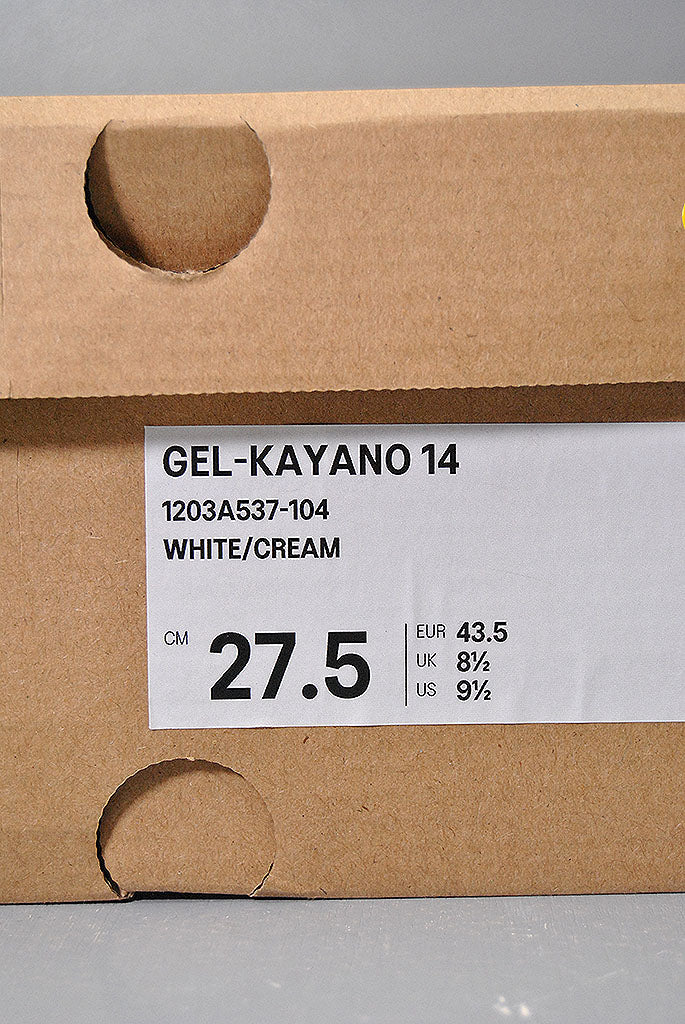 GEL-KAYANO 14
1203A537-104
WHITE/CREAM
CM 27.5
EUR 43.5
UK 8½
US 9½